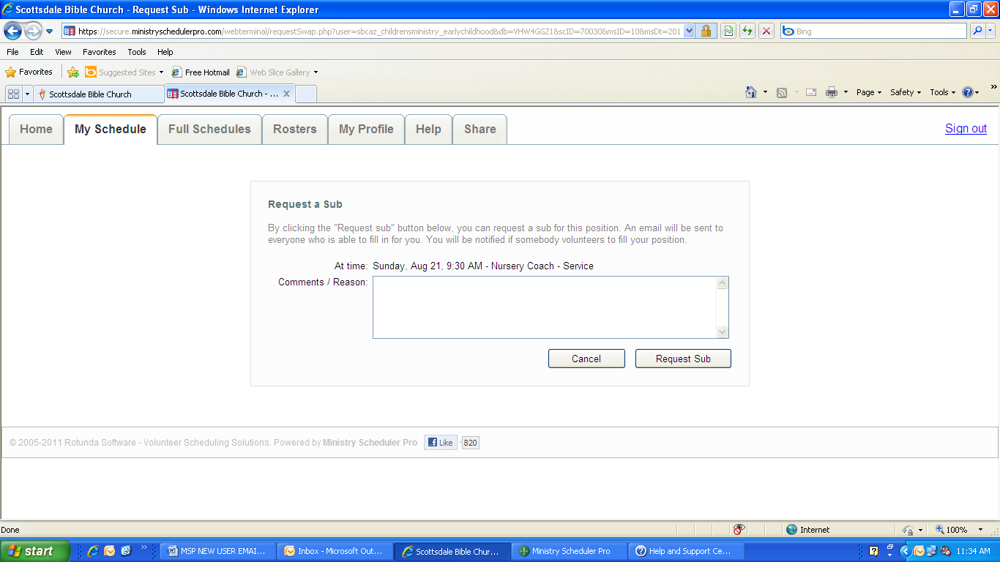 Scottsdale Bible Church - Request Sub - Windows Internet Explorer
https://secure.ministryschedulerpro.com/webterminal/requestSwap.php?user=sbcaz_childrensministry_earlychildhood&db=VHW4GGZ1&scID=70030&msID=10&msDt=201
Bing
File Edit View Favorites Tools Help
Favorites Suggested Sites Free Hotmail Web Slice Gallery
Scottsdale Bible Church Scottsdale Bible Church - ... Page Safety Tools
Home My Schedule Full Schedules Rosters My Profile Help Share Sign out
Request a Sub
By clicking the "Request sub" button below, you can request a sub for this position. An email will be sent to
everyone who is able to fill in for you. You will be notified if somebody volunteers to fill your position.
At time: Sunday, Aug 21, 9:30 AM - Nursery Coach - Service
Comments / Reason:
Cancel Request Sub
© 2005-2011 Rotunda Software - Volunteer Scheduling Solutions. Powered by Ministry Scheduler Pro Like 820
Done Internet 100%
start MSP NEW USER EMAI... Inbox - Microsoft Out... Scottsdale Bible Chur... Ministry Scheduler Pro Help and Support Ce... 11:34 AM